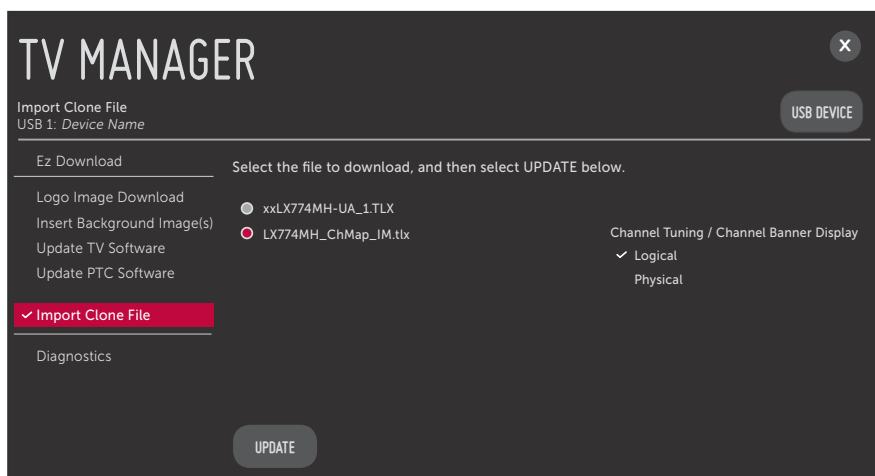 TV MANAGER
X
Import Clone File
USB 1: Device Name
USB DEVICE
Ez Download
Logo Image Download
Insert Background Image(s)
Update TV Software
Update PTC Software
Import Clone File
Diagnostics
Select the file to download, and then select UPDATE below.
xxLX774MH-UA_1.TLX
LX774MH_ChMap_IM.tlx
Channel Tuning / Channel Banner Display
Logical
Physical
UPDATE